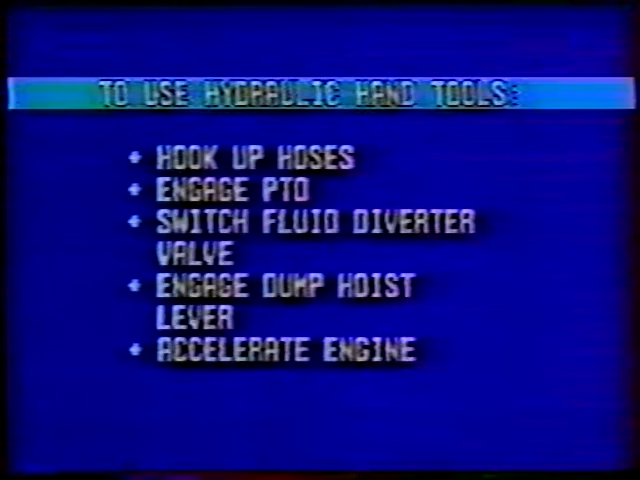 TO USE HYDRAULIC HAND TOOLS:
• HOOK UP HOSES
• ENGAGE PTO
• SWITCH FLUID DIVERTER
VALVE
• ENGAGE DUMP HOIST
LEVER
• ACCELERATE ENGINE